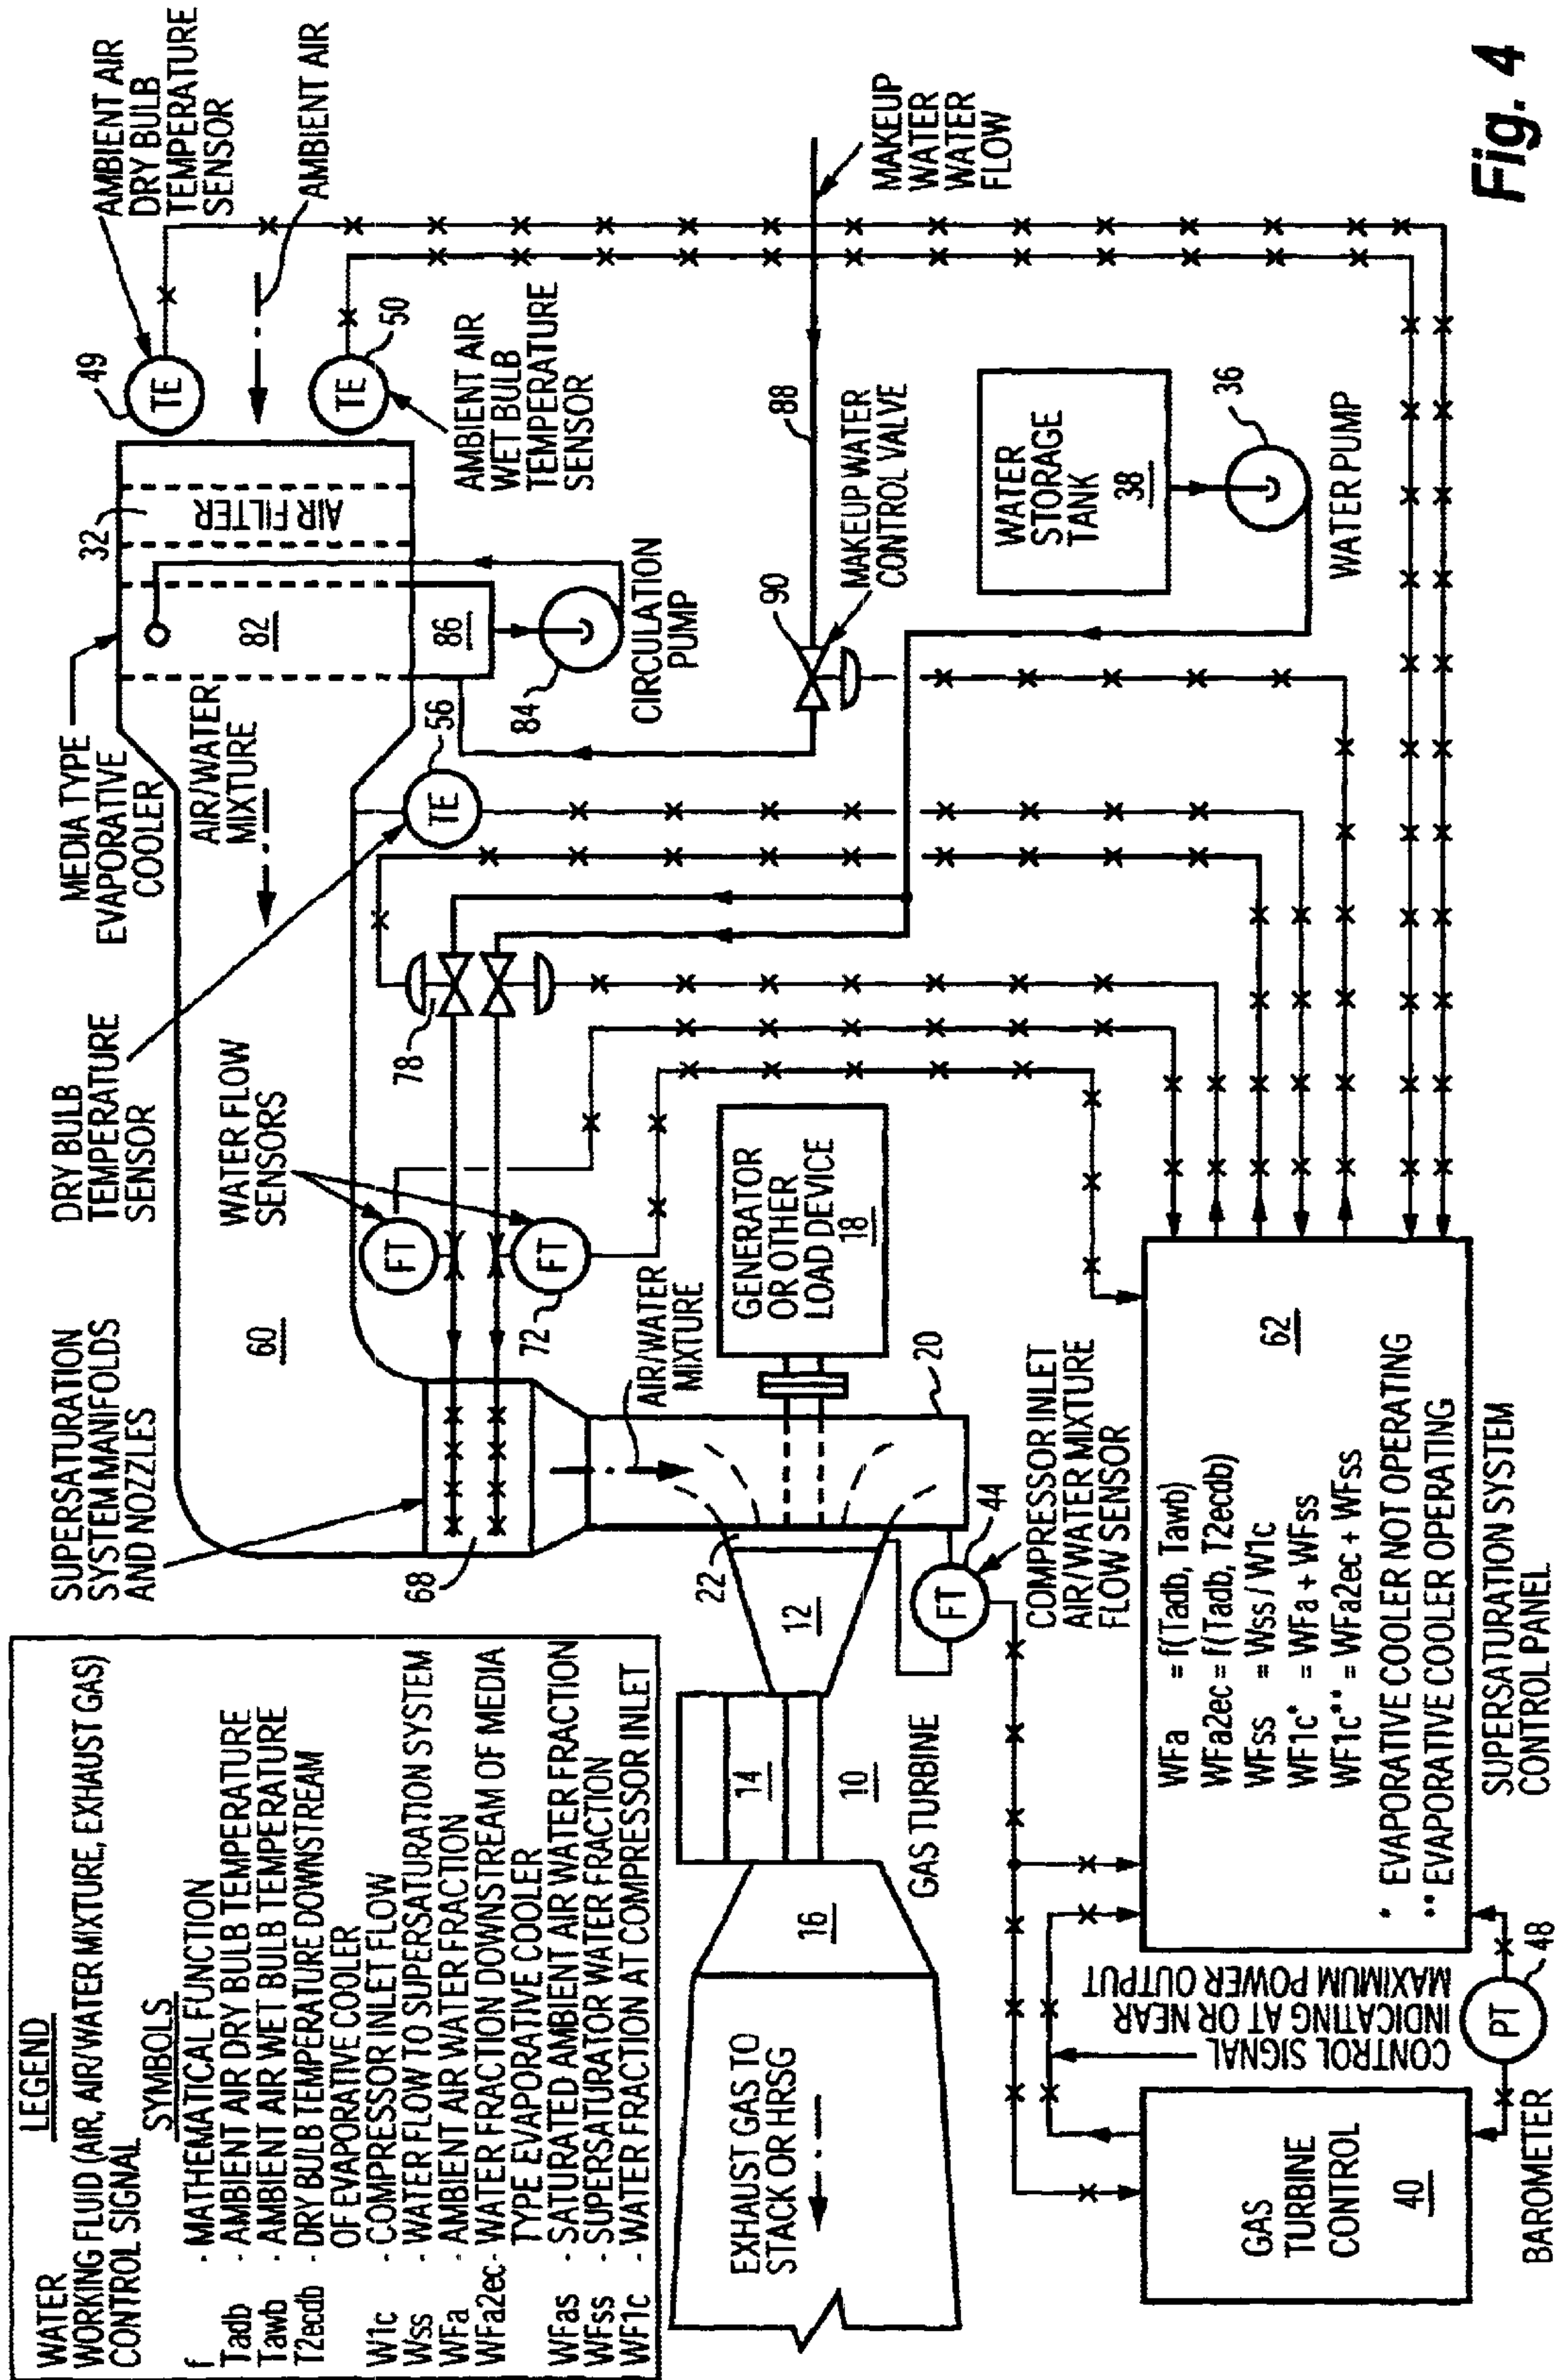 LEGEND
WATER
WORKING FLUID (AIR, AIR/WATER MIXTURE, EXHAUST GAS)
CONTROL SIGNAL
SYMBOLS
f - MATHEMATICAL FUNCTION
Tadb - AMBIENT AIR DRY BULB TEMPERATURE
Tawb - AMBIENT AIR WET BULB TEMPERATURE
T2ecdb - DRY BULB TEMPERATURE DOWNSTREAM
OF EVAPORATIVE COOLER
W1c - COMPRESSOR INLET FLOW
Wss - WATER FLOW TO SUPERSATURATION SYSTEM
WFa - AMBIENT AIR WATER FRACTION
WFa2ec - WATER FRACTION DOWNSTREAM OF MEDIA
TYPE EVAPORATIVE COOLER
WFas - SATURATED AMBIENT AIR WATER FRACTION
WFss - SUPERSATURATOR WATER FRACTION
WF1c - WATER FRACTION AT COMPRESSOR INLET
SUPERSATURATION
SYSTEM MANIFOLDS
AND NOZZLES
DRY BULB
TEMPERATURE
SENSOR
MEDIA TYPE
EVAPORATIVE
COOLER
AIR/WATER
MIXTURE
32
AIR FILTER
82
86
49
TE
AMBIENT AIR
DRY BULB
TEMPERATURE
SENSOR
AMBIENT AIR
TE
50
AMBIENT AIR
WET BULB
TEMPERATURE
SENSOR
60
WATER FLOW
SENSORS
FT
FT
72
78
TE
56
84
CIRCULATION
PUMP
68
AIR/WATER
MIXTURE
GENERATOR
OR OTHER
LOAD DEVICE
18
20
90
MAKEUP WATER
CONTROL VALVE
88
MAKEUP
WATER
WATER
FLOW
WATER
STORAGE
TANK
38
36
WATER PUMP
EXHAUST GAS TO
STACK OR HRSG
16
14
10
GAS TURBINE
12
22
FT
44
COMPRESSOR INLET
AIR/WATER MIXTURE
FLOW SENSOR
GAS
TURBINE
CONTROL
40
CONTROL SIGNAL
INDICATING AT OR NEAR
MAXIMUM POWER OUTPUT
PT
48
BAROMETER
62
WFa = f(Tadb, Tawb)
WFa2ec = f(Tadb, T2ecdb)
WFss = Wss / W1c
WF1c* = WFa + WFss
WF1c** = WFa2ec + WFss
* EVAPORATIVE COOLER NOT OPERATING
** EVAPORATIVE COOLER OPERATING
SUPERSATURATION SYSTEM
CONTROL PANEL
Fig. 4